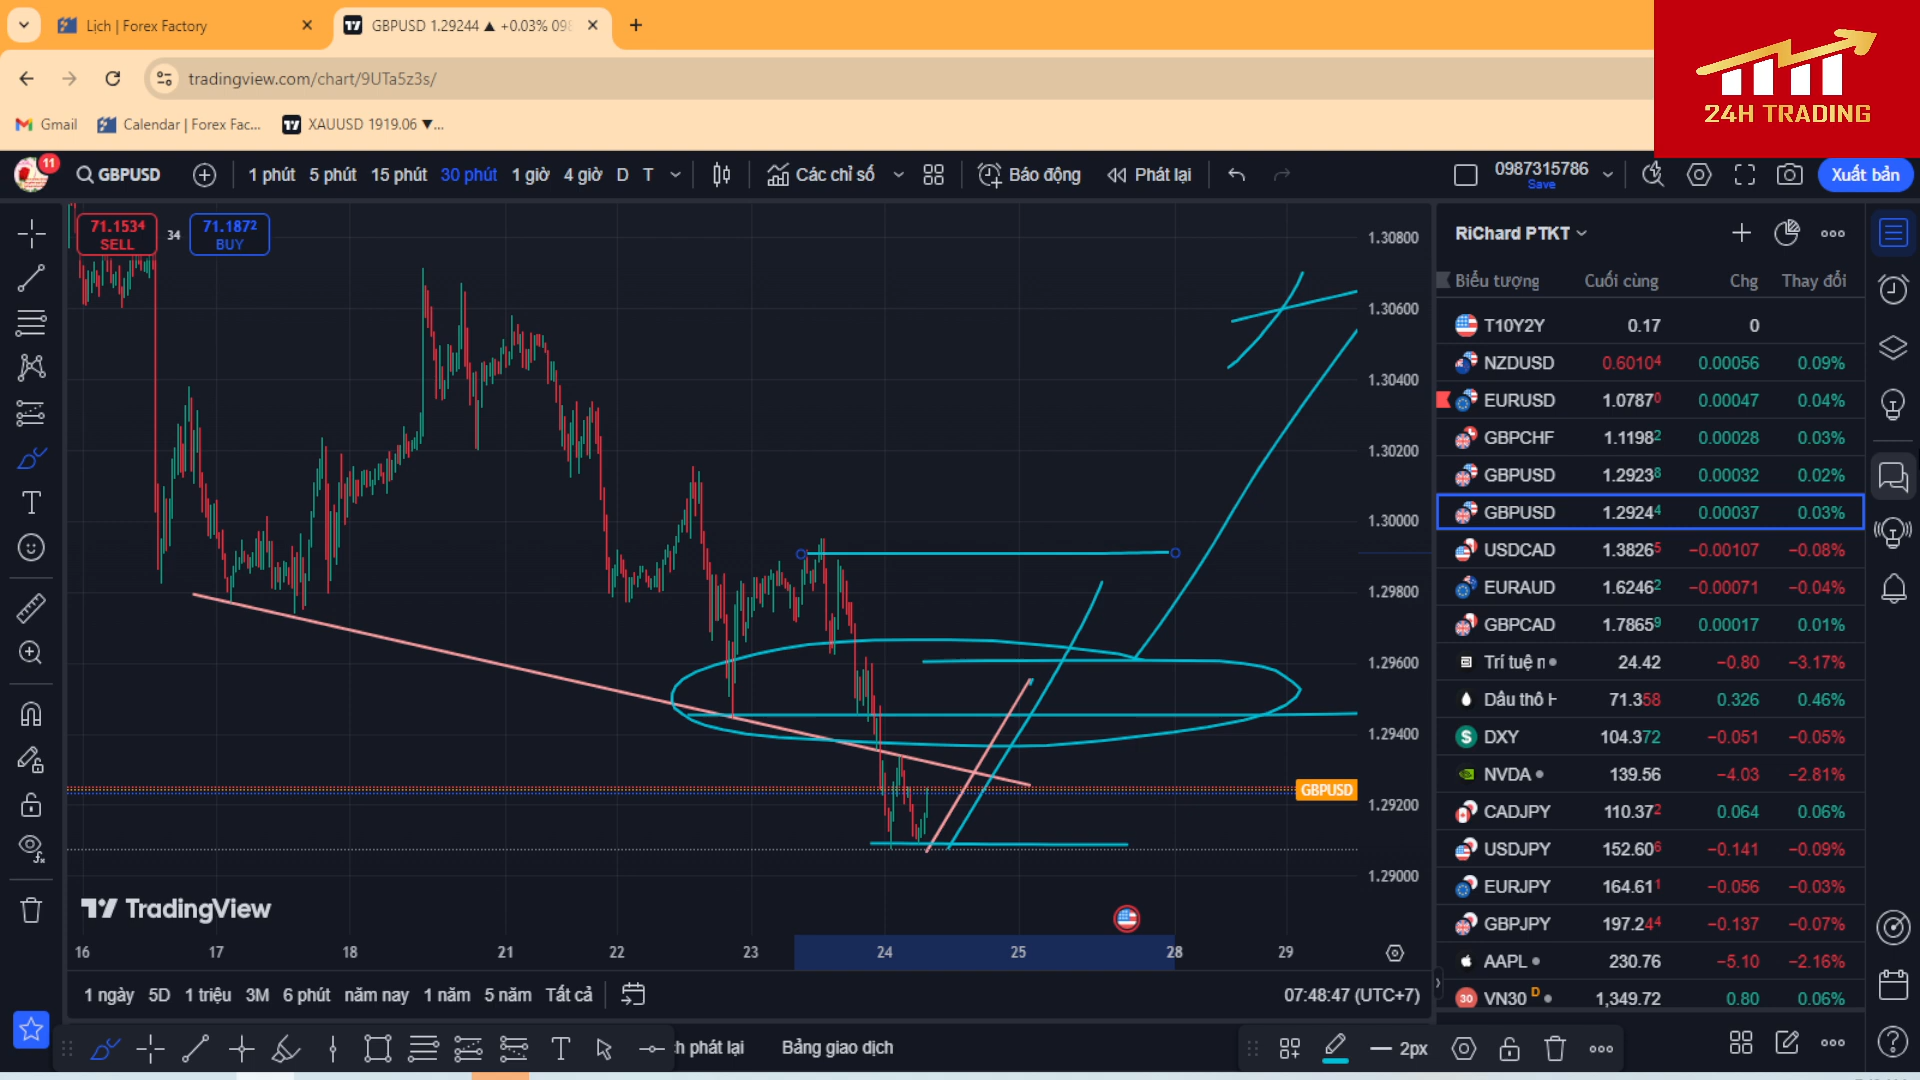 Lịch | Forex Factory
GBPUSD 1.29244 ▲ +0.03%
tradingview.com/chart/9UTa5z3s/
24H TRADING
Gmail
Calendar | Forex Fac...
XAUUSD 1919.06 ▼...
11
GBPUSD
1 phút 5 phút 15 phút 30 phút 1 giờ 4 giờ D T
Các chỉ số
Báo động
Phát lại
0987315786
Save
Xuất bản
71.1534
SELL
34
71.1872
BUY
1.30800
1.30600
1.30400
1.30200
1.30000
1.29800
1.29600
1.29400
GBPUSD
1.29200
1.29000
TradingView
16 17 18 21 22 23 24 25 28 29
1 ngày 5D 1 triệu 3M 6 phút năm nay 1 năm 5 năm Tất cả
07:48:47 (UTC+7)
phát lại
Bảng giao dịch
2px
RiChard PTKT
Biểu tượng Cuối cùng Chg Thay đổi
T10Y2Y 0.17 0
NZDUSD 0.60104 0.00056 0.09%
EURUSD 1.07870 0.00047 0.04%
GBPCHF 1.11982 0.00028 0.03%
GBPUSD 1.29238 0.00032 0.02%
GBPUSD 1.29244 0.00037 0.03%
USDCAD 1.38265 −0.00107 −0.08%
EURAUD 1.62462 −0.00071 −0.04%
GBPCAD 1.78659 0.00017 0.01%
Trí tuệ 24.42 −0.80 −3.17%
Dầu thô 71.358 0.326 0.46%
DXY 104.372 −0.051 −0.05%
NVDA 139.56 −4.03 −2.81%
CADJPY 110.372 0.064 0.06%
USDJPY 152.606 −0.141 −0.09%
EURJPY 164.611 −0.056 −0.03%
GBPJPY 197.244 −0.137 −0.07%
AAPL 230.76 −5.10 −2.16%
30 VN30 D 1,349.72 0.80 0.06%